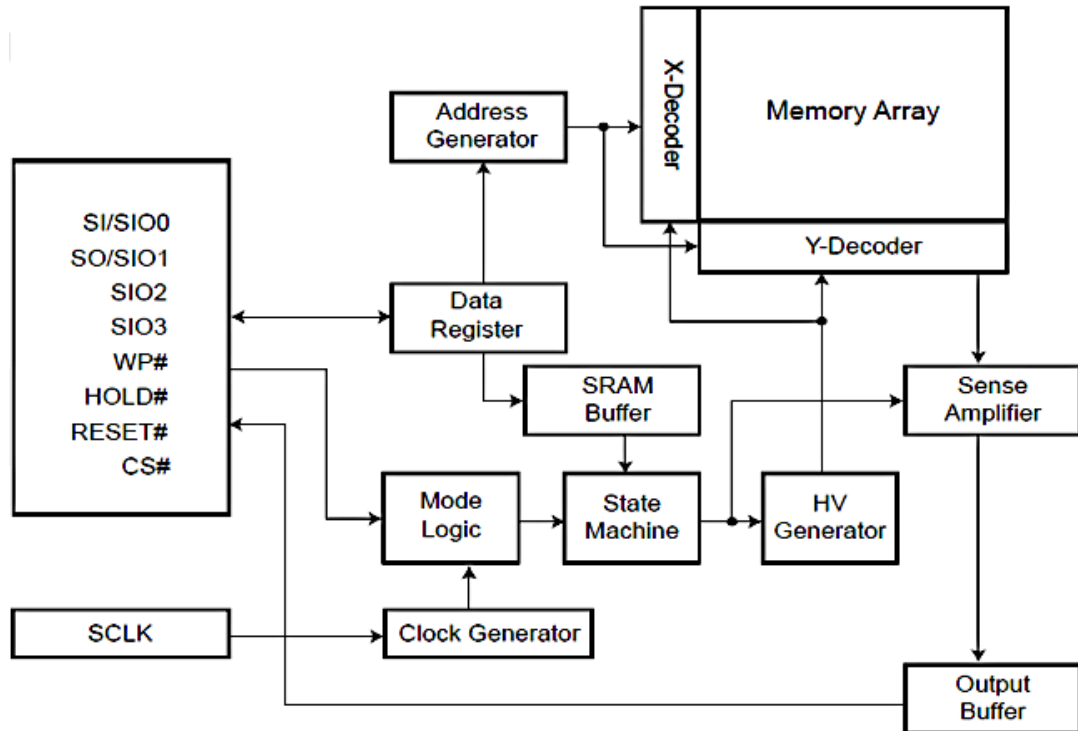 X-Decoder
Memory Array
Address
Generator
SI/SIO0
SO/SIO1
SIO2
SIO3
WP#
HOLD#
RESET#
CS#
Y-Decoder
Data
Register
SRAM
Buffer
Sense
Amplifier
Mode
Logic
State
Machine
HV
Generator
SCLK
Clock Generator
Output
Buffer